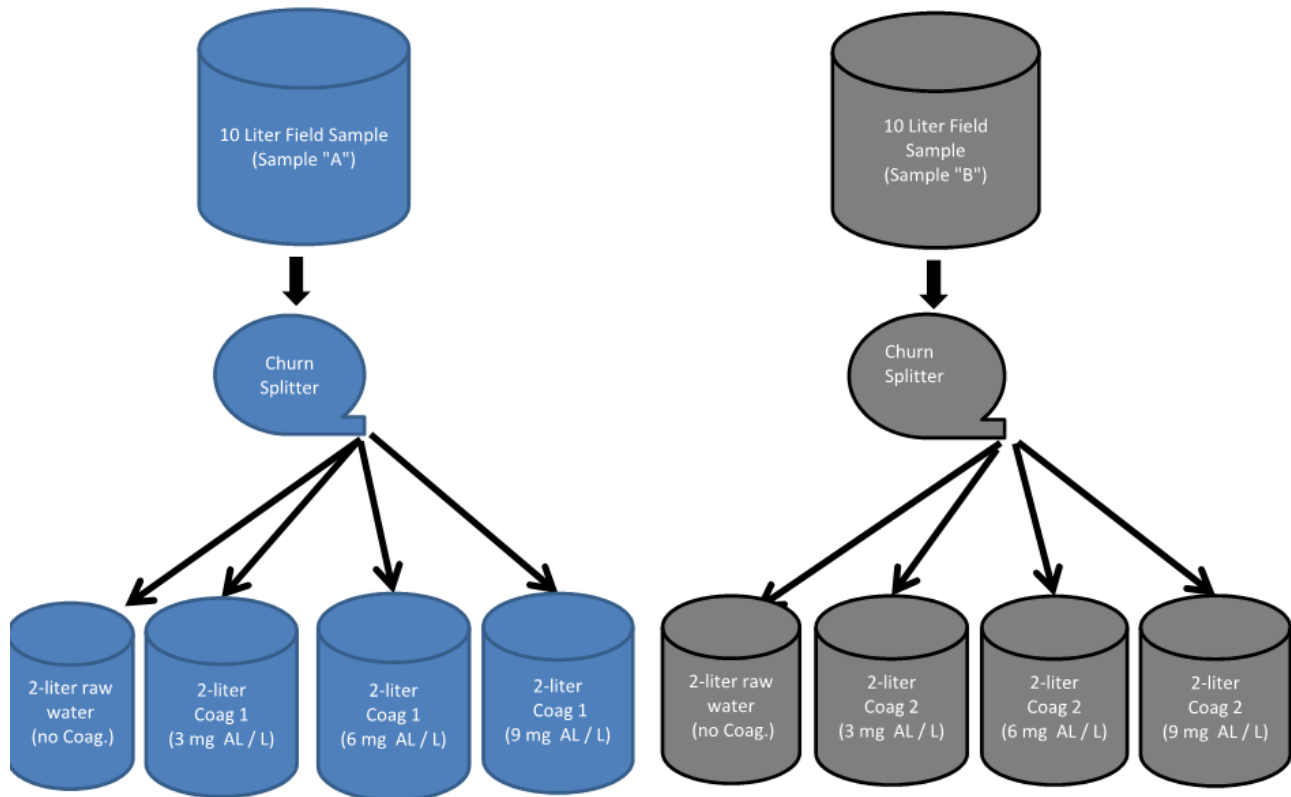 10 Liter Field Sample
(Sample "A")
10 Liter Field
Sample
(Sample "B")
Churn
Splitter
Churn
Splitter
2-liter raw
water
(no Coag.)
2-liter
Coag 1
(3 mg AL / L)
2-liter
Coag 1
(6 mg AL / L)
2-liter
Coag 1
(9 mg AL / L)
2-liter raw
water
(no Coag.)
2-liter
Coag 2
(3 mg AL / L)
2-liter
Coag 2
(6 mg AL / L)
2-liter
Coag 2
(9 mg AL / L)